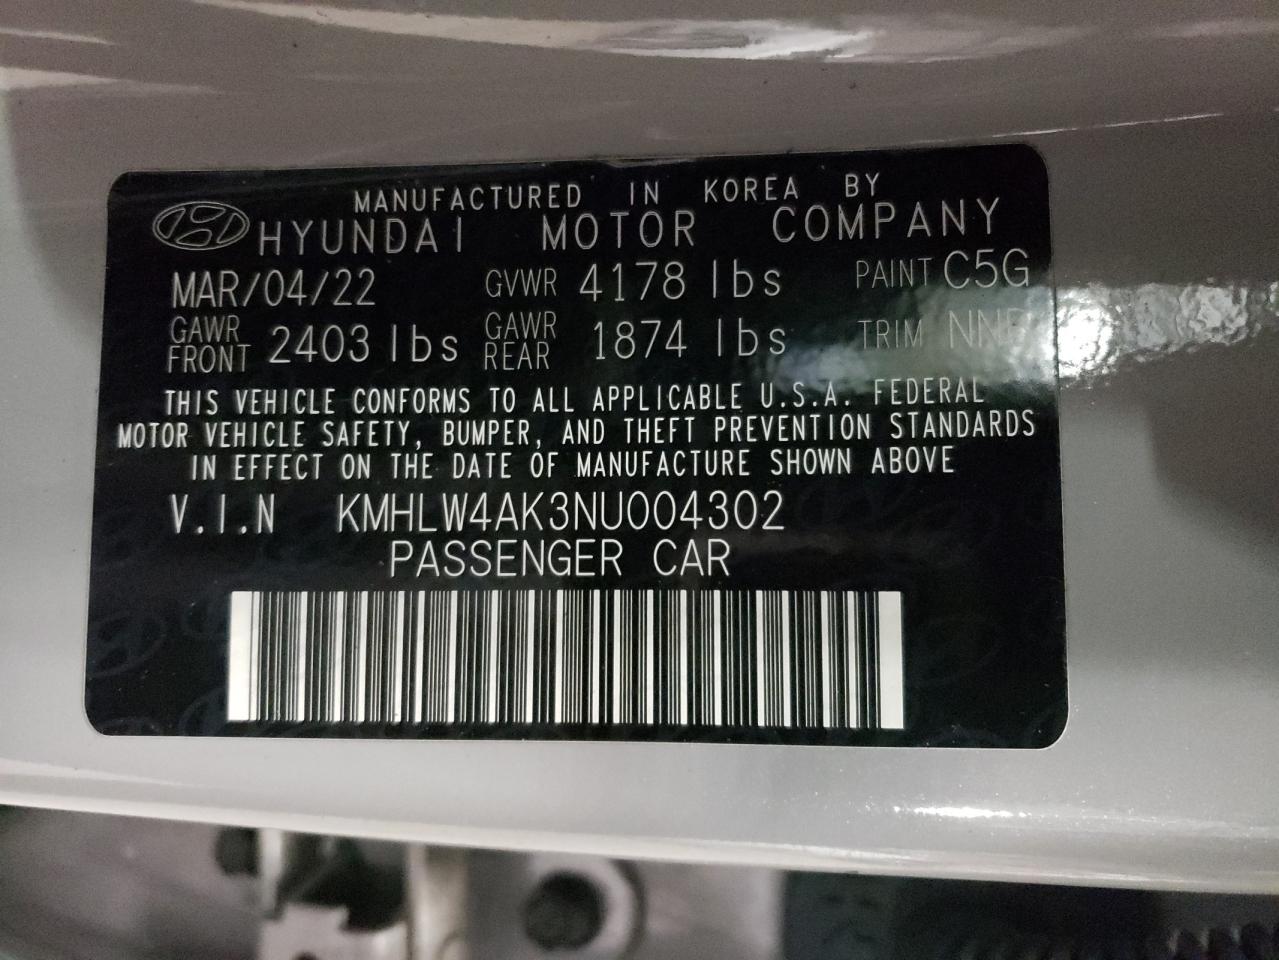 MANUFACTURED IN KOREA BY
HYUNDAI MOTOR COMPANY
MAR/04/22 GVWR 4178 lbs PAINT C5G
GAWR FRONT 2403 lbs GAWR REAR 1874 lbs TRIM
THIS VEHICLE CONFORMS TO ALL APPLICABLE U.S.A. FEDERAL
MOTOR VEHICLE SAFETY, BUMPER, AND THEFT PREVENTION STANDARDS
IN EFFECT ON THE DATE OF MANUFACTURE SHOWN ABOVE
V.I.N KMHLW4AK3NU004302
PASSENGER CAR